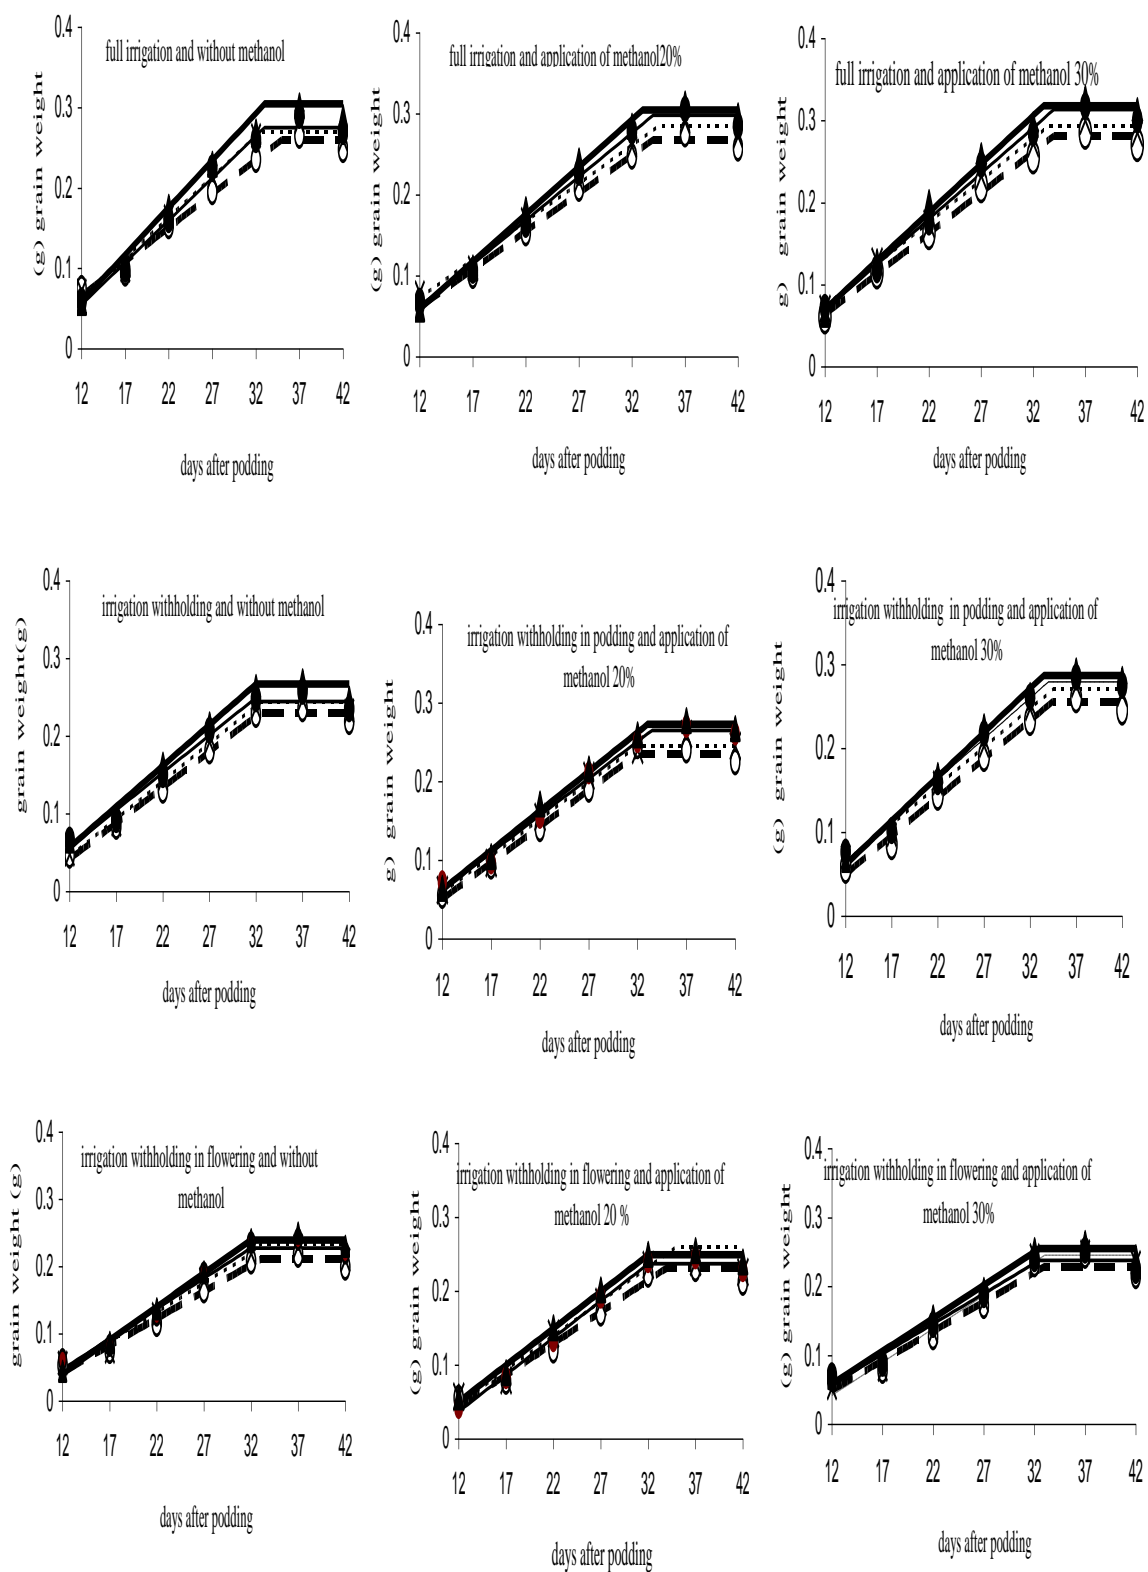 full irrigation and without methanol
(g) grain weight
0.4
0.3
0.2
0.1
0
12 17 22 27 32 37 42
days after podding
full irrigation and application of methanol20%
(g) grain weight
0.4
0.3
0.2
0.1
0
12 17 22 27 32 37 42
days after podding
full irrigation and application of methanol 30%
g) grain weight
0.4
0.3
0.2
0.1
0
12 17 22 27 32 37 42
days after podding
irrigation withholding and without methanol
grain weight(g)
0.4
0.3
0.2
0.1
0
12 17 22 27 32 37 42
days after podding
irrigation withholding in podding and application of
methanol 20%
g) grain weight
0.4
0.3
0.2
0.1
0
12 17 22 27 32 37 42
days after podding
irrigation withholding in podding and application of
methanol 30%
(g) grain weight
0.4
0.3
0.2
0.1
0
12 17 22 27 32 37 42
days after podding
irrigation withholding in flowering and without
methanol
grain weight (g)
0.4
0.3
0.2
0.1
0
12 17 22 27 32 37 42
days after podding
irrigation withholding in flowering and application of
methanol 20 %
(g) grain weight
0.4
0.3
0.2
0.1
0
12 17 22 27 32 37 42
days after podding
irrigation withholding in flowering and application of
methanol 30%
(g) grain weight
0.4
0.3
0.2
0.1
0
12 17 22 27 32 37 42
days after podding